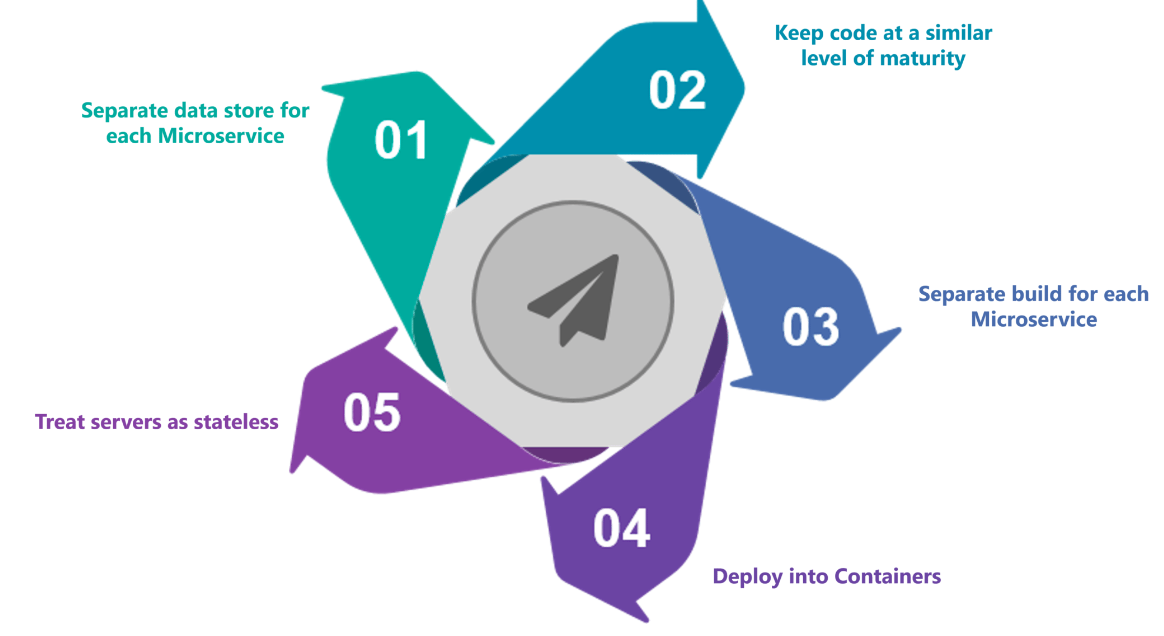 01
Separate data store for
each Microservice
02
Keep code at a similar
level of maturity
03
Separate build for each
Microservice
04
Deploy into Containers
05
Treat servers as stateless